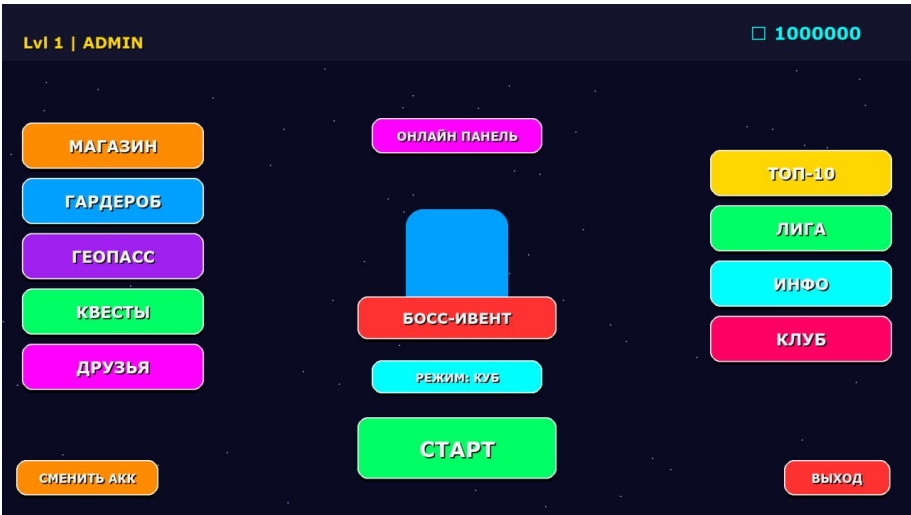 Lvl 1 | ADMIN
□ 1000000
МАГАЗИН
ГАРДЕРОБ
ГЕОПАСС
КВЕСТЫ
ДРУЗЬЯ
СМЕНИТЬ АКК
ОНЛАЙН ПАНЕЛЬ
БОСС-ИВЕНТ
РЕЖИМ: КУБ
СТАРТ
ТОП-10
ЛИГА
ИНФО
КЛУБ
ВЫХОД